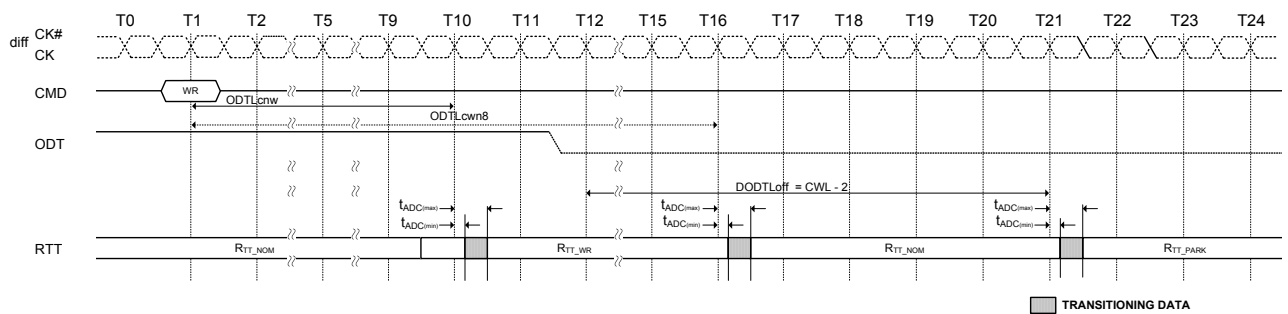 T0 T1 T2 T5 T9 T10 T11 T12 T15 T16 T17 T18 T19 T20 T21 T22 T23 T24
diff CK#
CK
CMD WR
ODTLcnw
ODTLcwn8
ODT
DODTLoff = CWL - 2
tADC(max) tADC(max) tADC(max)
tADC(min) tADC(min) tADC(min)
RTT RTT_NOM RTT_WR RTT_NOM RTT_PARK
TRANSITIONING DATA